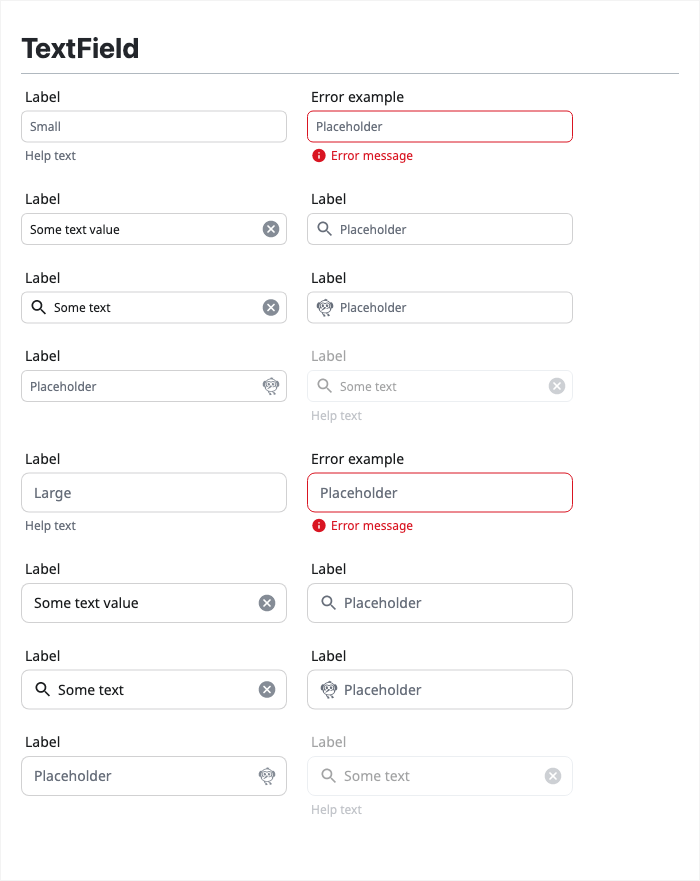 TextField
Label
Error example
Small
Placeholder
Help text
Error message
Label
Label
Some text value
Placeholder
Label
Label
Some text
Placeholder
Label
Label
Placeholder
Some text
Help text
Label
Error example
Large
Placeholder
Help text
Error message
Label
Label
Some text value
Placeholder
Label
Label
Some text
Placeholder
Label
Label
Placeholder
Some text
Help text